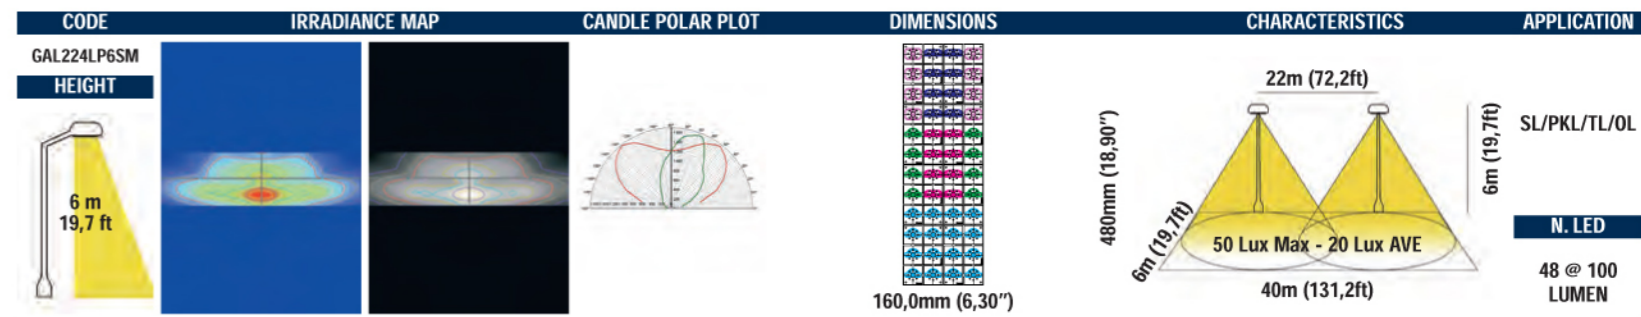 CODE
IRRADIANCE MAP
CANDLE POLAR PLOT
DIMENSIONS
CHARACTERISTICS
APPLICATION
GAL224LP6SM
HEIGHT
6 m
19,7 ft
160,0mm (6,30″)
480mm (18,90″)
22m (72,2ft)
6m (19,7ft)
6m (19,7ft)
50 Lux Max - 20 Lux AVE
40m (131,2ft)
SL/PKL/TL/OL
N. LED
48 @ 100
LUMEN